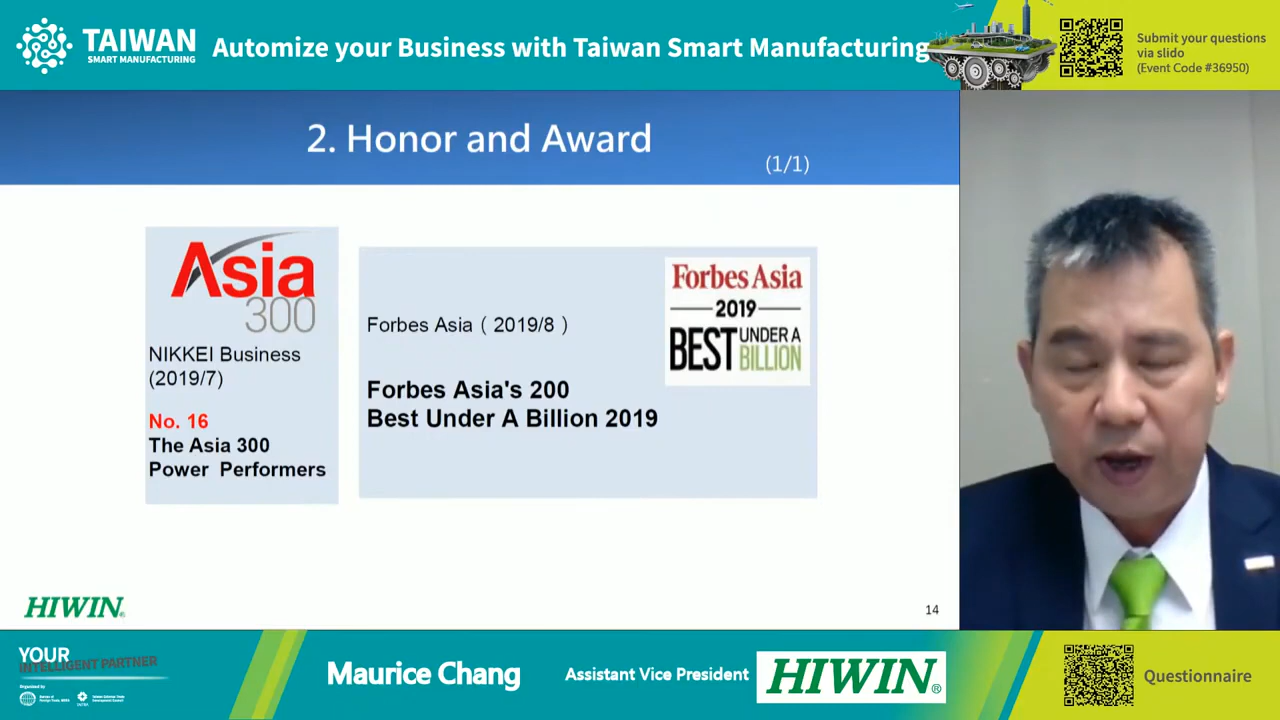 TAIWAN
SMART MANUFACTURING
Automize your Business with Taiwan Smart Manufacturing
Submit your questions
via slido
(Event Code #36950)
2. Honor and Award
(1/1)
Asia
300
NIKKEI Business
(2019/7)
No. 16
The Asia 300
Power Performers
Forbes Asia ( 2019/8 )
Forbes Asia's 200
Best Under A Billion 2019
Forbes Asia
2019
BEST UNDER A
BILLION
HIWIN®
14
YOUR
INTELLIGENT PARTNER
Organized by
Maurice Chang
Assistant Vice President
HIWIN®
Questionnaire